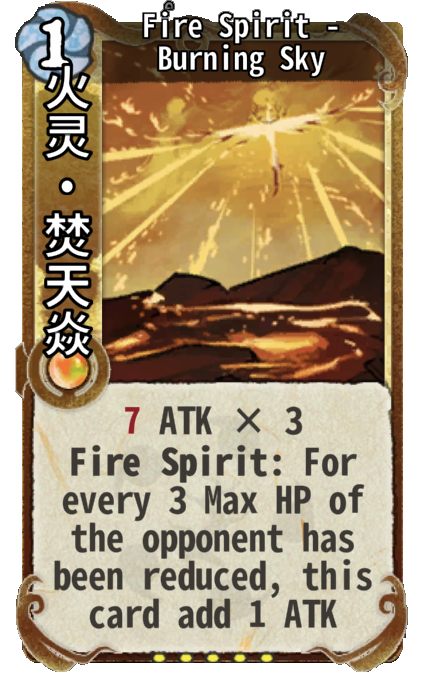 1
Fire Spirit -
Burning Sky
火灵·焚天焱
7 ATK × 3
Fire Spirit: For
every 3 Max HP of
the opponent has
been reduced, this
card add 1 ATK